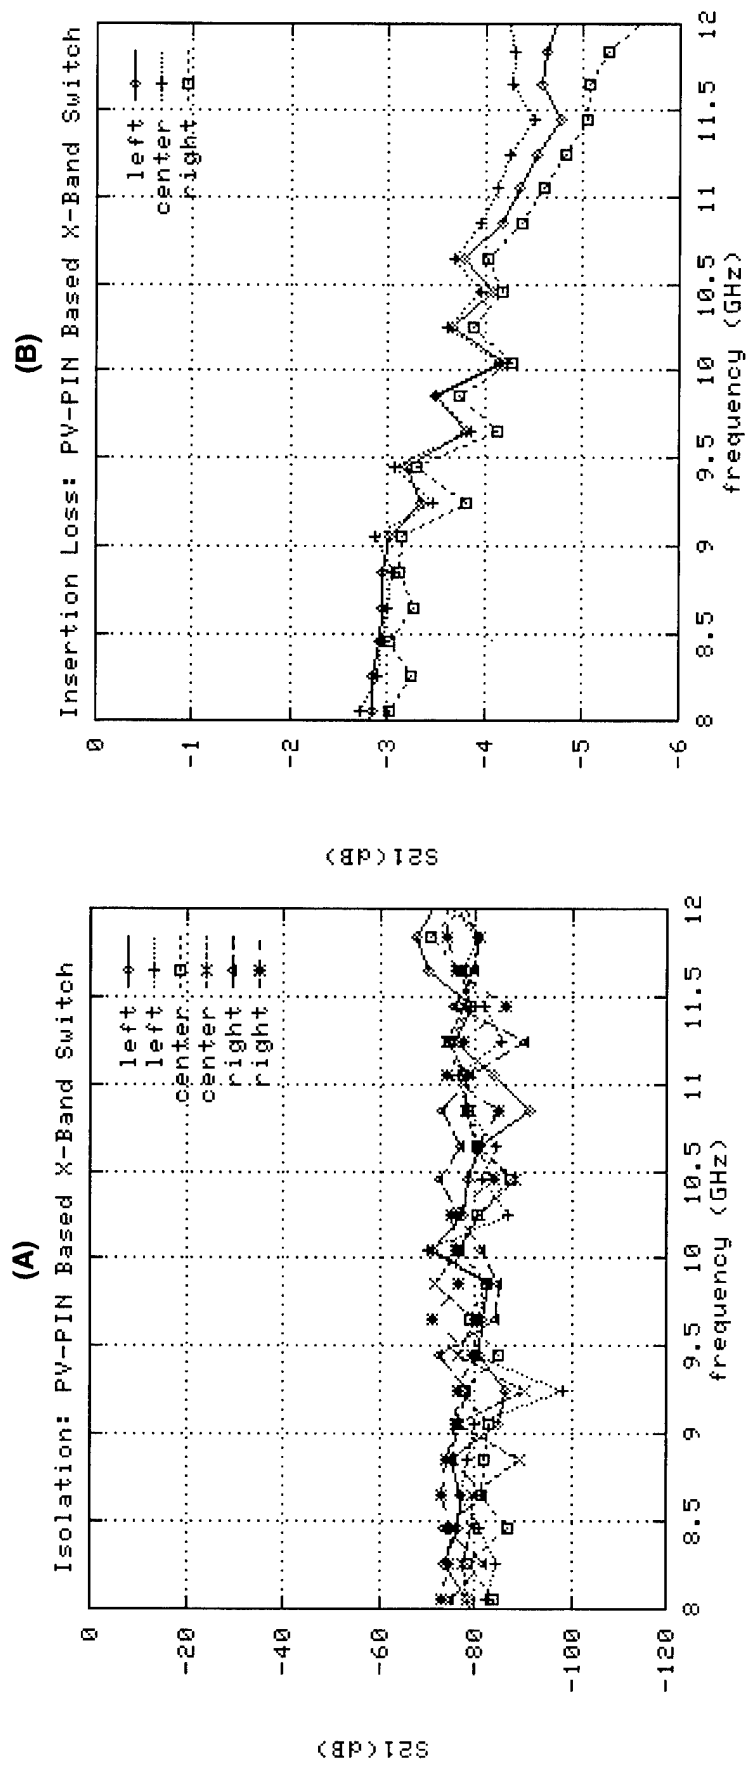 (A)
Isolation: PV-PIN Based X-Band Switch
left
left
center
center
right
right
0
-20
-40
-60
-80
-100
-120
S21(dB)
8
8.5
9
9.5
10
10.5
11
11.5
12
frequency (GHz)
(B)
Insertion Loss: PV-PIN Based X-Band Switch
left
center
right
0
-1
-2
-3
-4
-5
-6
S21(dB)
8
8.5
9
9.5
10
10.5
11
11.5
12
frequency (GHz)